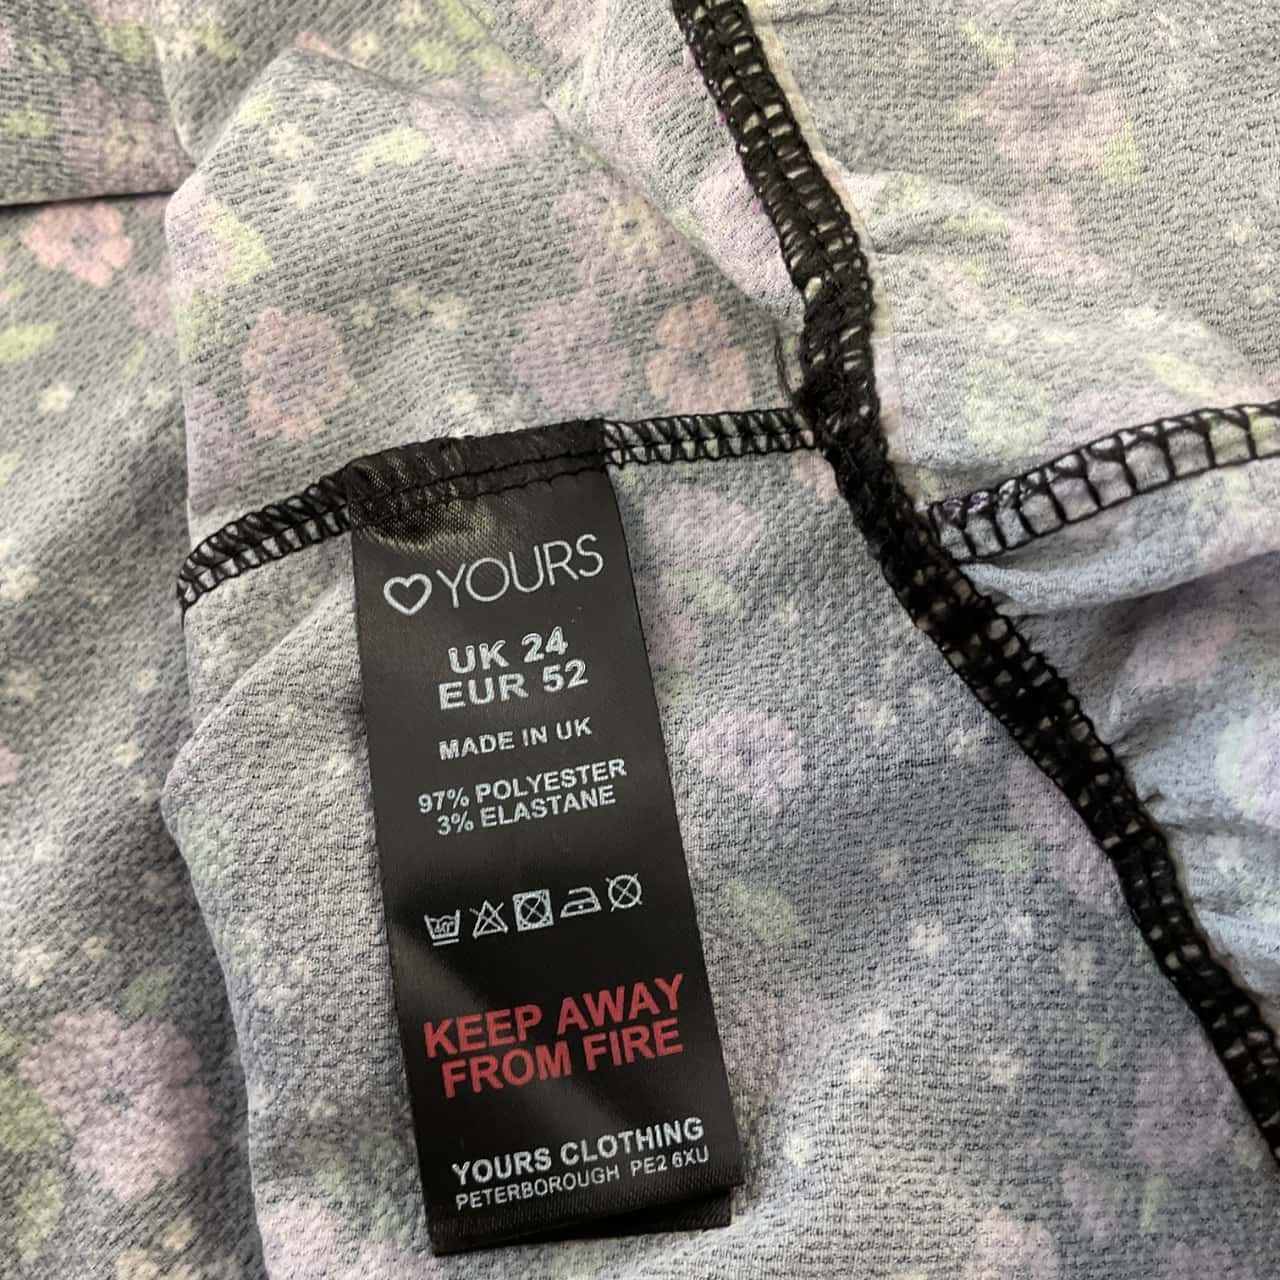 YOURS
UK 24
EUR 52
MADE IN UK
97% POLYESTER
3% ELASTANE
40°
KEEP AWAY
FROM FIRE
YOURS CLOTHING
PETERBOROUGH PE2 6XU